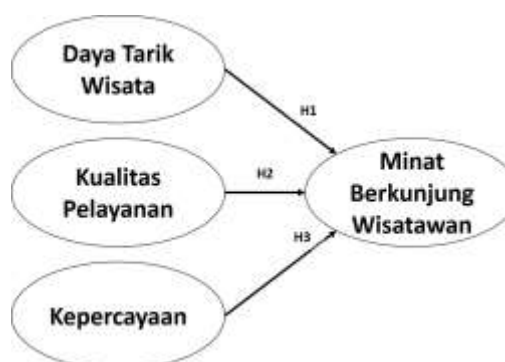 Daya Tarik
Wisata
H1
Kualitas
Pelayanan
H2
Minat
Berkunjung
Wisatawan
H3
Kepercayaan